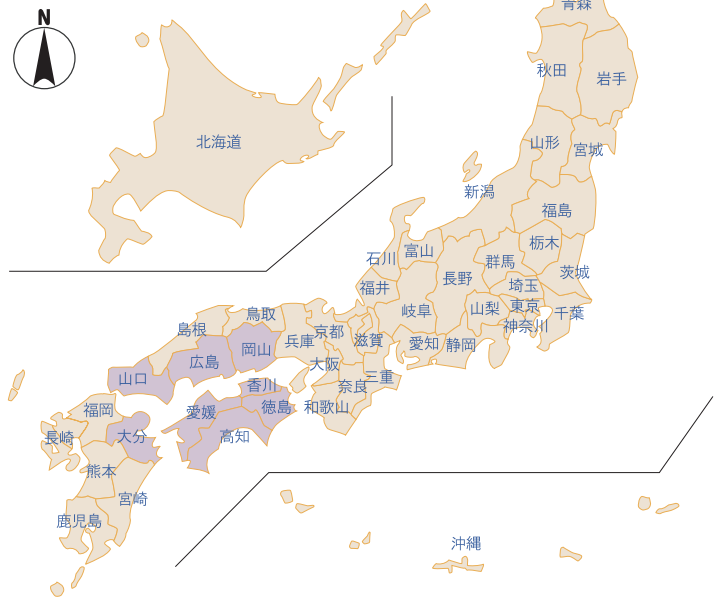 N
青森
秋田
岩手
北海道
山形
宮城
新潟
福島
栃木
石川
富山
群馬
茨城
長野
福井
埼玉
岐阜
山梨
東京
千葉
鳥取
島根
京都
神奈川
兵庫
滋賀
愛知
静岡
岡山
広島
大阪
山口
三重
香川
奈良
福岡
愛媛
徳島
和歌山
長崎
大分
高知
熊本
宮崎
鹿児島
沖縄